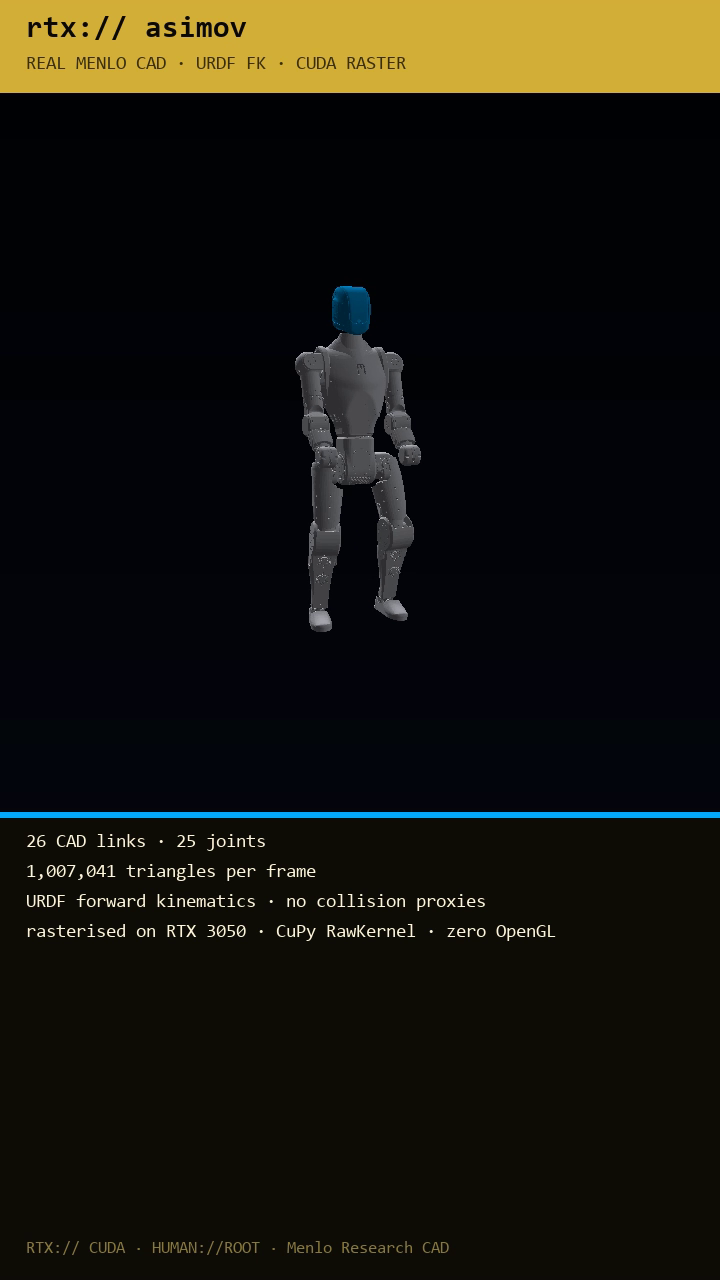 rtx:// asimov
REAL MENLO CAD · URDF FK · CUDA RASTER
26 CAD links · 25 joints
1,007,041 triangles per frame
URDF forward kinematics · no collision proxies
rasterised on RTX 3050 · CuPy RawKernel · zero OpenGL
RTX:// CUDA · HUMAN://ROOT · Menlo Research CAD